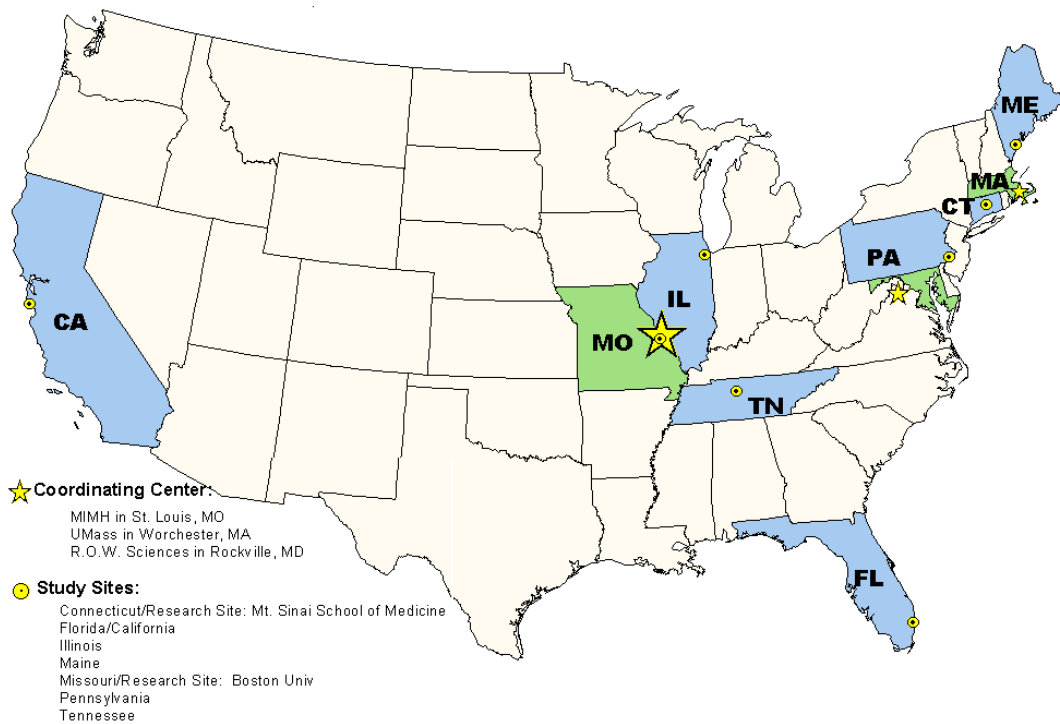 ME
MA
CT
PA
IL
CA
MO
TN
FL
Coordinating Center:
MIMH in St. Louis, MO
UMass in Worchester, MA
R.O.W. Sciences in Rockville, MD
Study Sites:
Connecticut/Research Site: Mt. Sinai School of Medicine
Florida/California
Illinois
Maine
Missouri/Research Site: Boston Univ
Pennsylvania
Tennessee